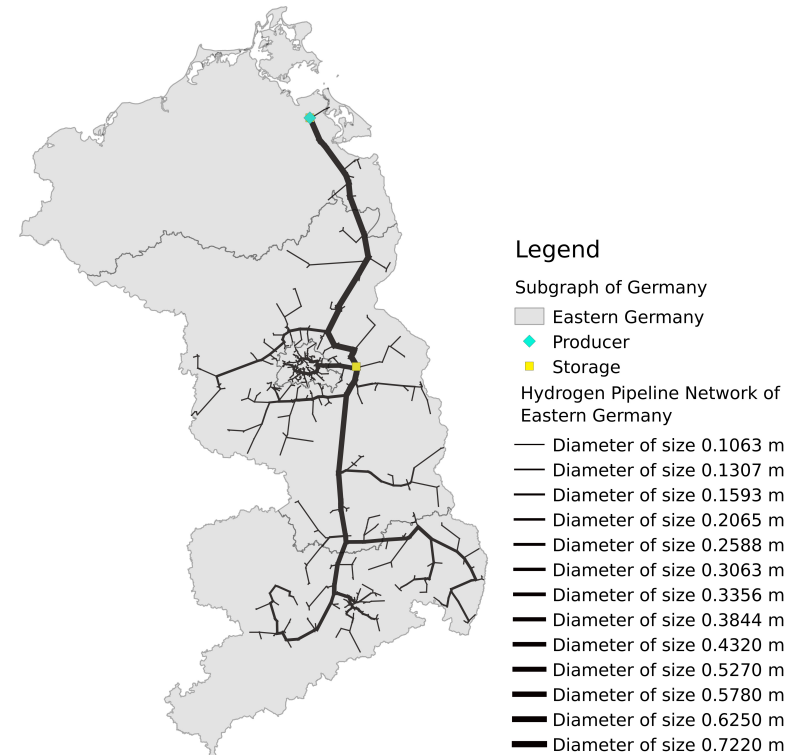 Legend
Subgraph of Germany
Eastern Germany
Producer
Storage
Hydrogen Pipeline Network of
Eastern Germany
Diameter of size 0.1063 m
Diameter of size 0.1307 m
Diameter of size 0.1593 m
Diameter of size 0.2065 m
Diameter of size 0.2588 m
Diameter of size 0.3063 m
Diameter of size 0.3356 m
Diameter of size 0.3844 m
Diameter of size 0.4320 m
Diameter of size 0.5270 m
Diameter of size 0.5780 m
Diameter of size 0.6250 m
Diameter of size 0.7220 m